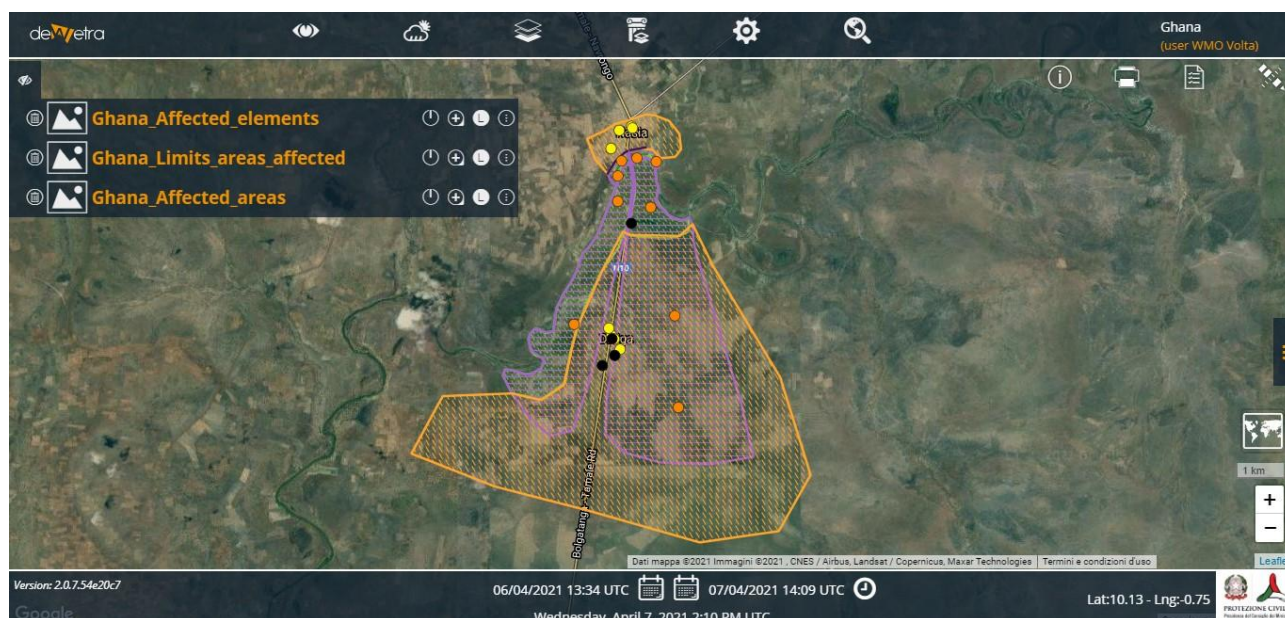 dewetra
Ghana
(user WMO Volta)
Ghana_Affected_elements
Ghana_Limits_areas_affected
Ghana_Affected_areas
L
L
L
N10
Bolgatang - Tamale Rd
1 km
+
−
Dati mappa ©2021 Immagini ©2021 , CNES / Airbus, Landsat / Copernicus, Maxar Technologies
Termini e condizioni d'uso
Leafle
Version: 2.0.7.54e20c7
06/04/2021 13:34 UTC
07/04/2021 14:09 UTC
Lat:10.13 - Lng:-0.75
Google
Wednesday, April 7, 2021 2:10 PM UTC
PROTEZIONE CIVIL